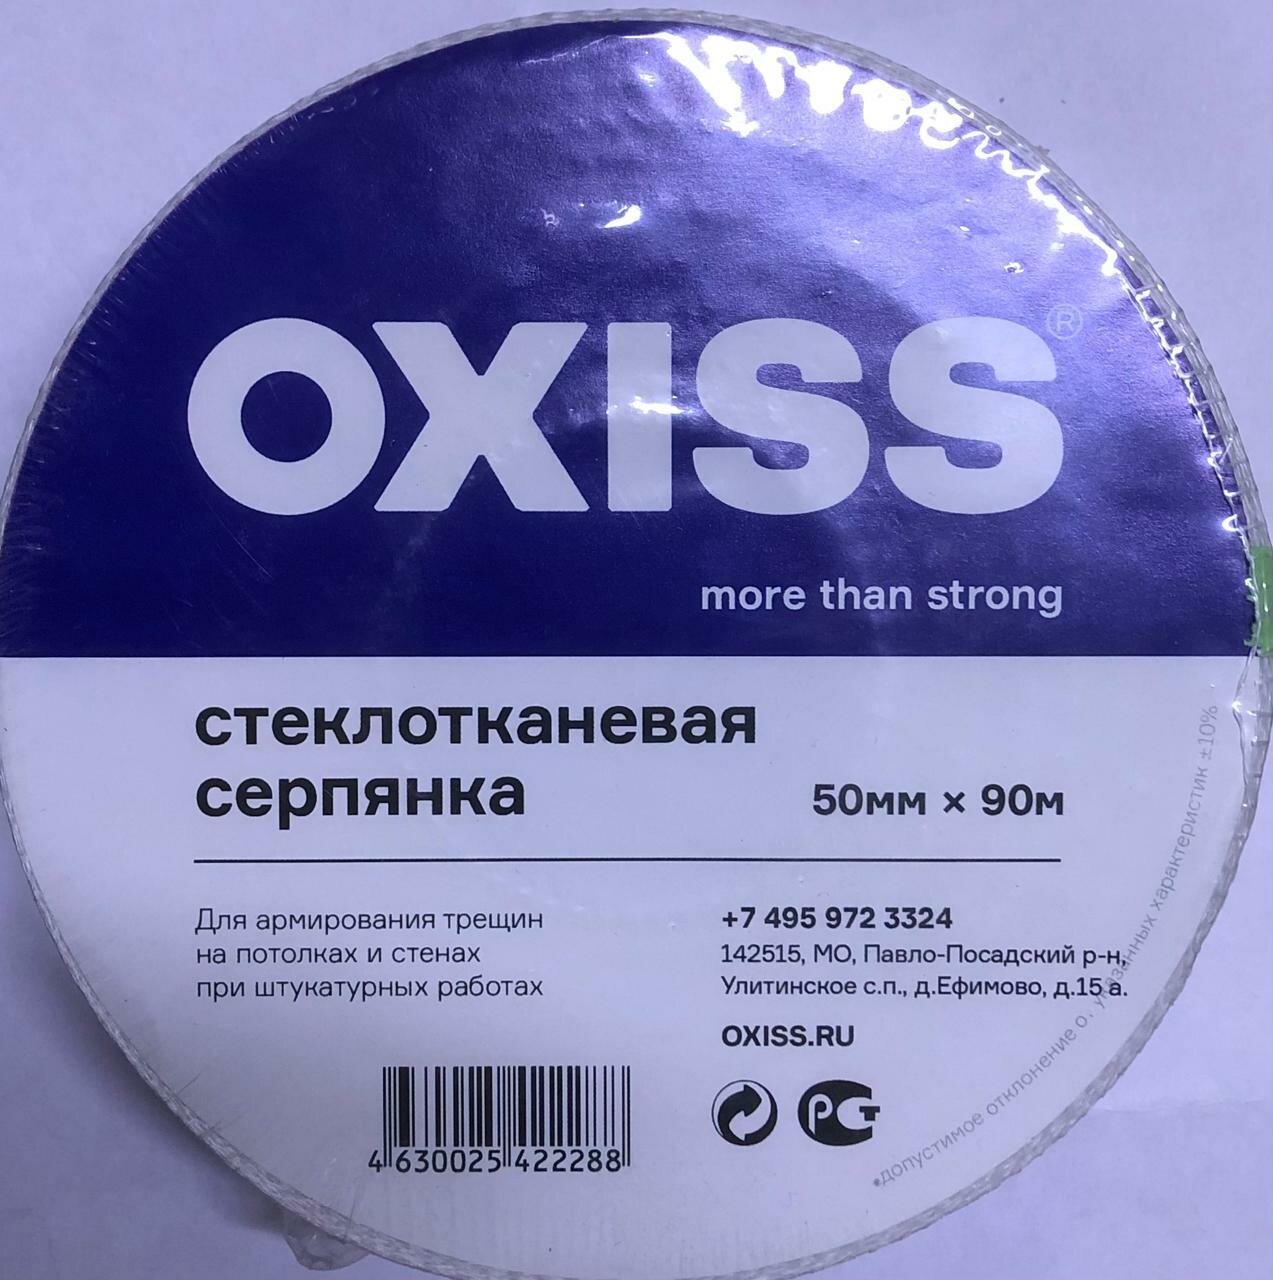 OXISS®
more than strong
стеклотканевая
серпянка
50мм × 90м
Для армирования трещин
на потолках и стенах
при штукатурных работах
+7 495 972 3324
142515, МО, Павло-Посадский р-н,
Улитинское с.п., д.Ефимово, д.15 а.
OXISS.RU
4 630025 422288
РСТ
*допустимое отклонение о. указанных характеристик ±10%